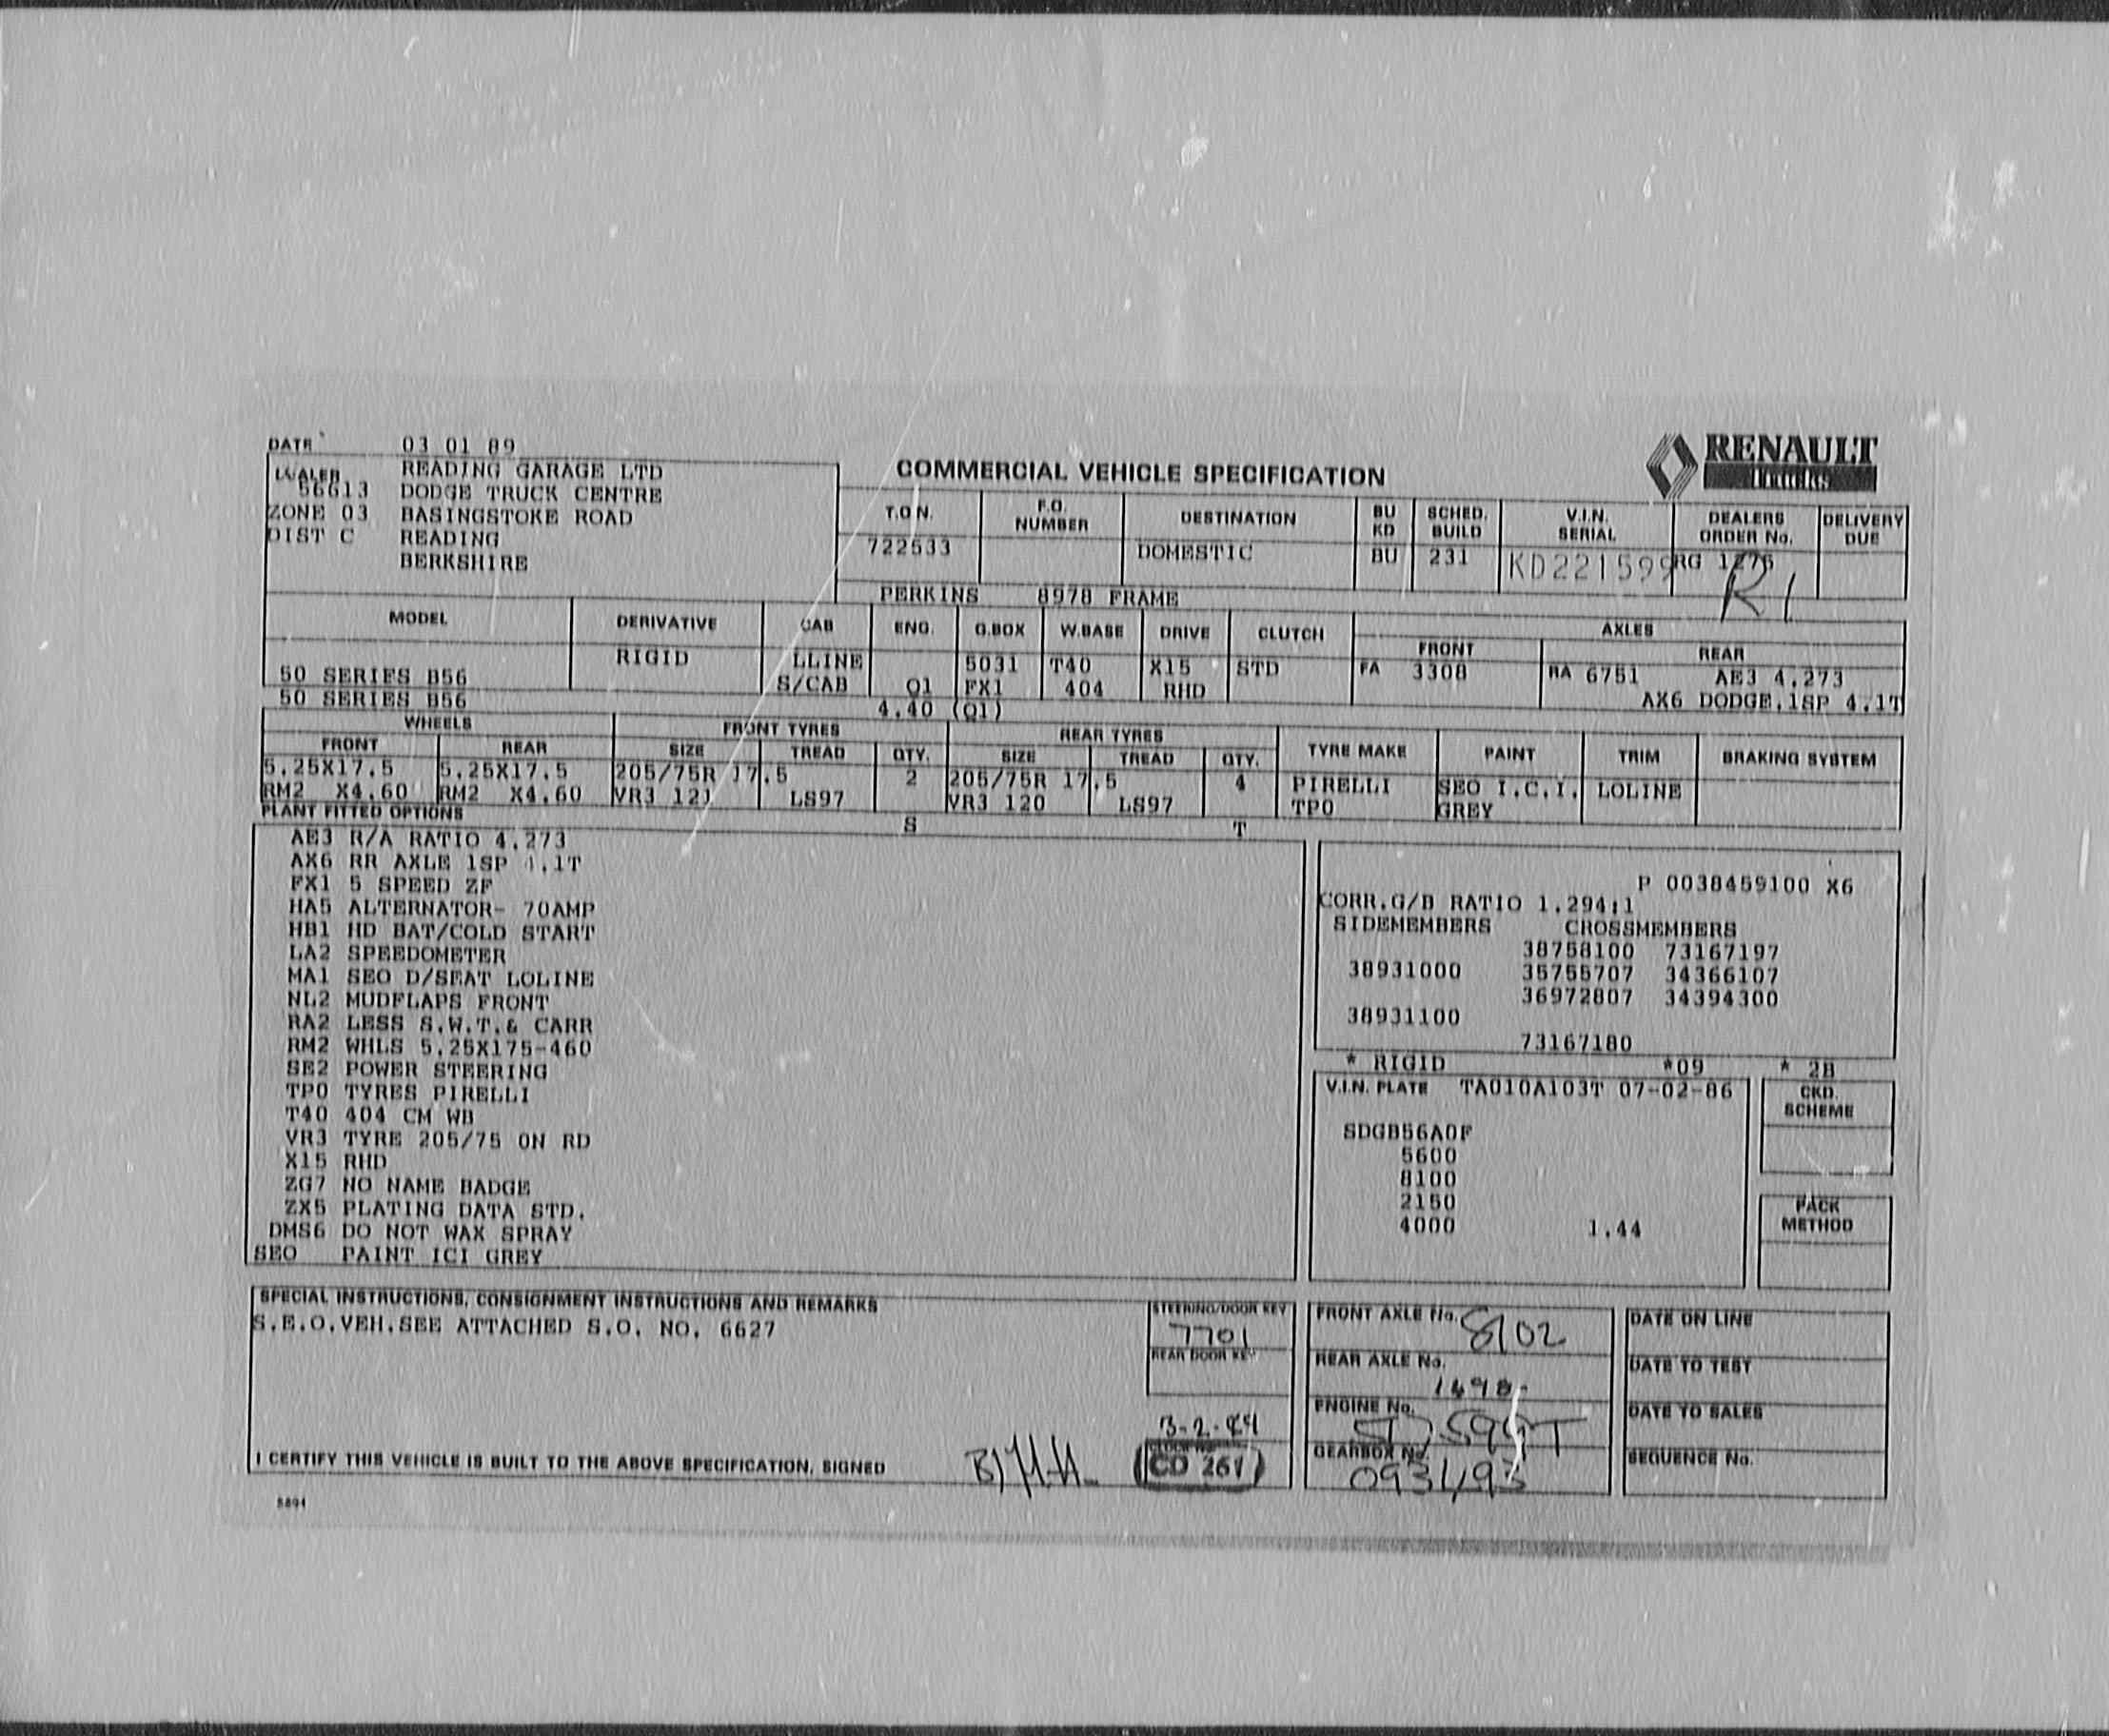 DATE 03 01 89
DEALER READING GARAGE LTD
56613 DODGE TRUCK CENTRE
ZONE 03 BASINGSTOKE ROAD
DIST C READING
BERKSHIRE
COMMERCIAL VEHICLE SPECIFICATION
RENAULT
Trucks
T.O.N. F.O. NUMBER DESTINATION BU KD SCHED. BUILD V.I.N. SERIAL DEALERS ORDER No. DELIVERY DUE
722533 DOMESTIC BU 231 KD221599 RG 1276
R1
PERKINS 8978 FRAME
MODEL DERIVATIVE CAB ENG. G.BOX W.BASE DRIVE CLUTCH AXLES
FRONT REAR
RIGID LLINE 5031 T40 X15 STD FA 3308 RA 6751 AE3 4.273
50 SERIES B56 S/CAB Q1 FX1 404 RHD
50 SERIES B56 4.40 (Q1) AX6 DODGE,1SP 4.1T
WHEELS FRONT TYRES REAR TYRES
FRONT REAR SIZE TREAD QTY. SIZE TREAD QTY. TYRE MAKE PAINT TRIM BRAKING SYSTEM
5.25X17.5 5.25X17.5 205/75R 17.5 2 205/75R 17.5 4 PIRELLI SEO I.C.I. LOLINE
RM2 X4.60 RM2 X4.60 VR3 121 LS97 VR3 120 LS97 TPO GREY
PLANT FITTED OPTIONS S T
AE3 R/A RATIO 4.273
AX6 RR AXLE 1SP 4.1T
FX1 5 SPEED ZF
HA5 ALTERNATOR- 70AMP
HB1 HD BAT/COLD START
LA2 SPEEDOMETER
MA1 SEO D/SEAT LOLINE
NL2 MUDFLAPS FRONT
RA2 LESS S.W.T.& CARR
RM2 WHLS 5.25X175-460
SE2 POWER STEERING
TPO TYRES PIRELLI
T40 404 CM WB
VR3 TYRE 205/75 ON RD
X15 RHD
ZG7 NO NAME BADGE
ZX5 PLATING DATA STD.
DMS6 DO NOT WAX SPRAY
SEO PAINT ICI GREY
P 0038459100 X6
CORR.G/B RATIO 1.294:1
SIDEMEMBERS CROSSMEMBERS
38758100 73167197
38931000 35755707 34366107
36972807 34394300
38931100
73167180
* RIGID *09 * 2B
V.I.N. PLATE TA010A103T 07-02-86
CKD. SCHEME
SDGB56A0F
5600
8100
2150
4000 1.44
PACK METHOD
SPECIAL INSTRUCTIONS, CONSIGNMENT INSTRUCTIONS AND REMARKS
S.E.O.VEH.SEE ATTACHED S.O. NO. 6627
STEERING/DOOR KEY
7701
REAR DOOR KEY
3-2-89
CLOCK No.
CD 261
FRONT AXLE No. 8102
REAR AXLE No.
1498
ENGINE No.
GEARBOX No.
DATE ON LINE
DATE TO TEST
DATE TO SALES
SEQUENCE No.
I CERTIFY THIS VEHICLE IS BUILT TO THE ABOVE SPECIFICATION, SIGNED
5894